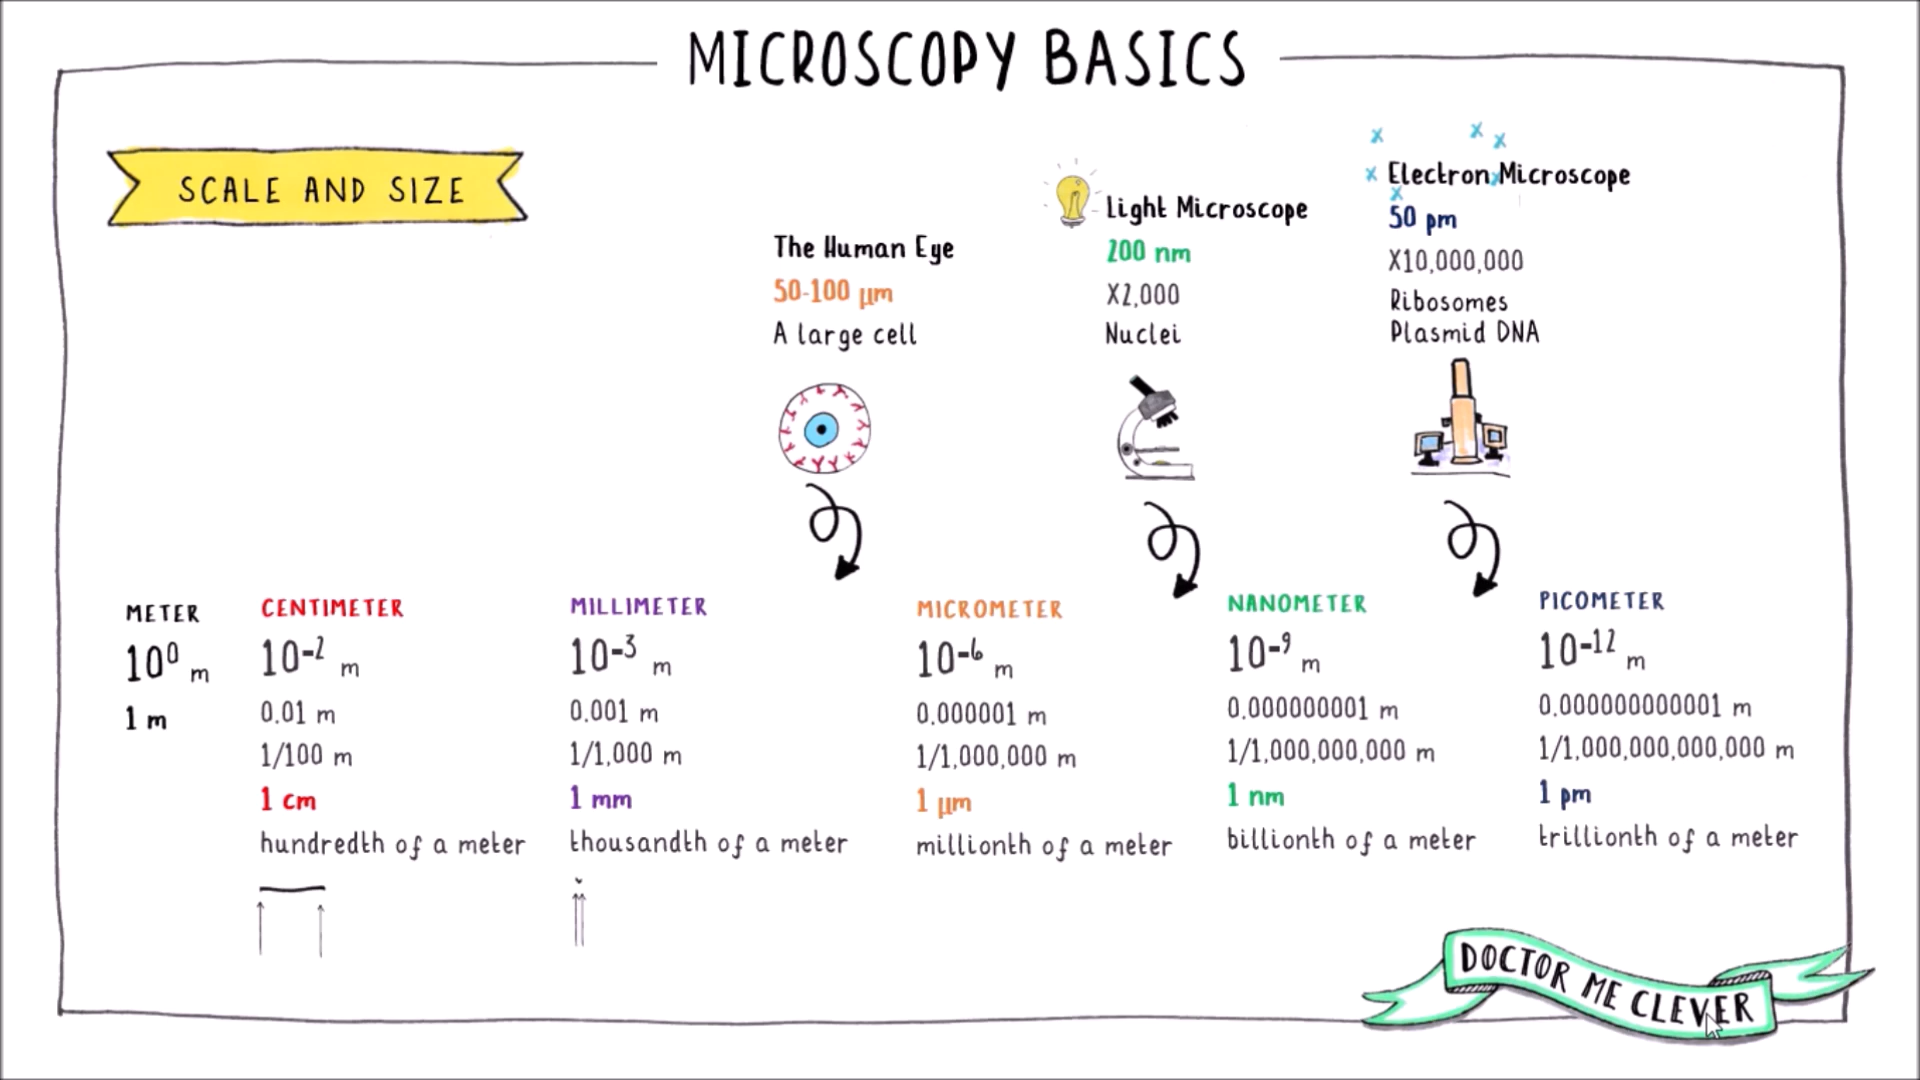 MICROSCOPY BASICS
SCALE AND SIZE
The Human Eye
50-100 µm
A large cell
Light Microscope
200 nm
X2,000
Nuclei
Electron Microscope
50 pm
X10,000,000
Ribosomes
Plasmid DNA
METER
10⁰ m
1 m
CENTIMETER
10⁻² m
0.01 m
1/100 m
1 cm
hundredth of a meter
MILLIMETER
10⁻³ m
0.001 m
1/1,000 m
1 mm
thousandth of a meter
MICROMETER
10⁻⁶ m
0.000001 m
1/1,000,000 m
1 µm
millionth of a meter
NANOMETER
10⁻⁹ m
0.000000001 m
1/1,000,000,000 m
1 nm
billionth of a meter
PICOMETER
10⁻¹² m
0.000000000001 m
1/1,000,000,000,000 m
1 pm
trillionth of a meter
DOCTOR ME CLEVER